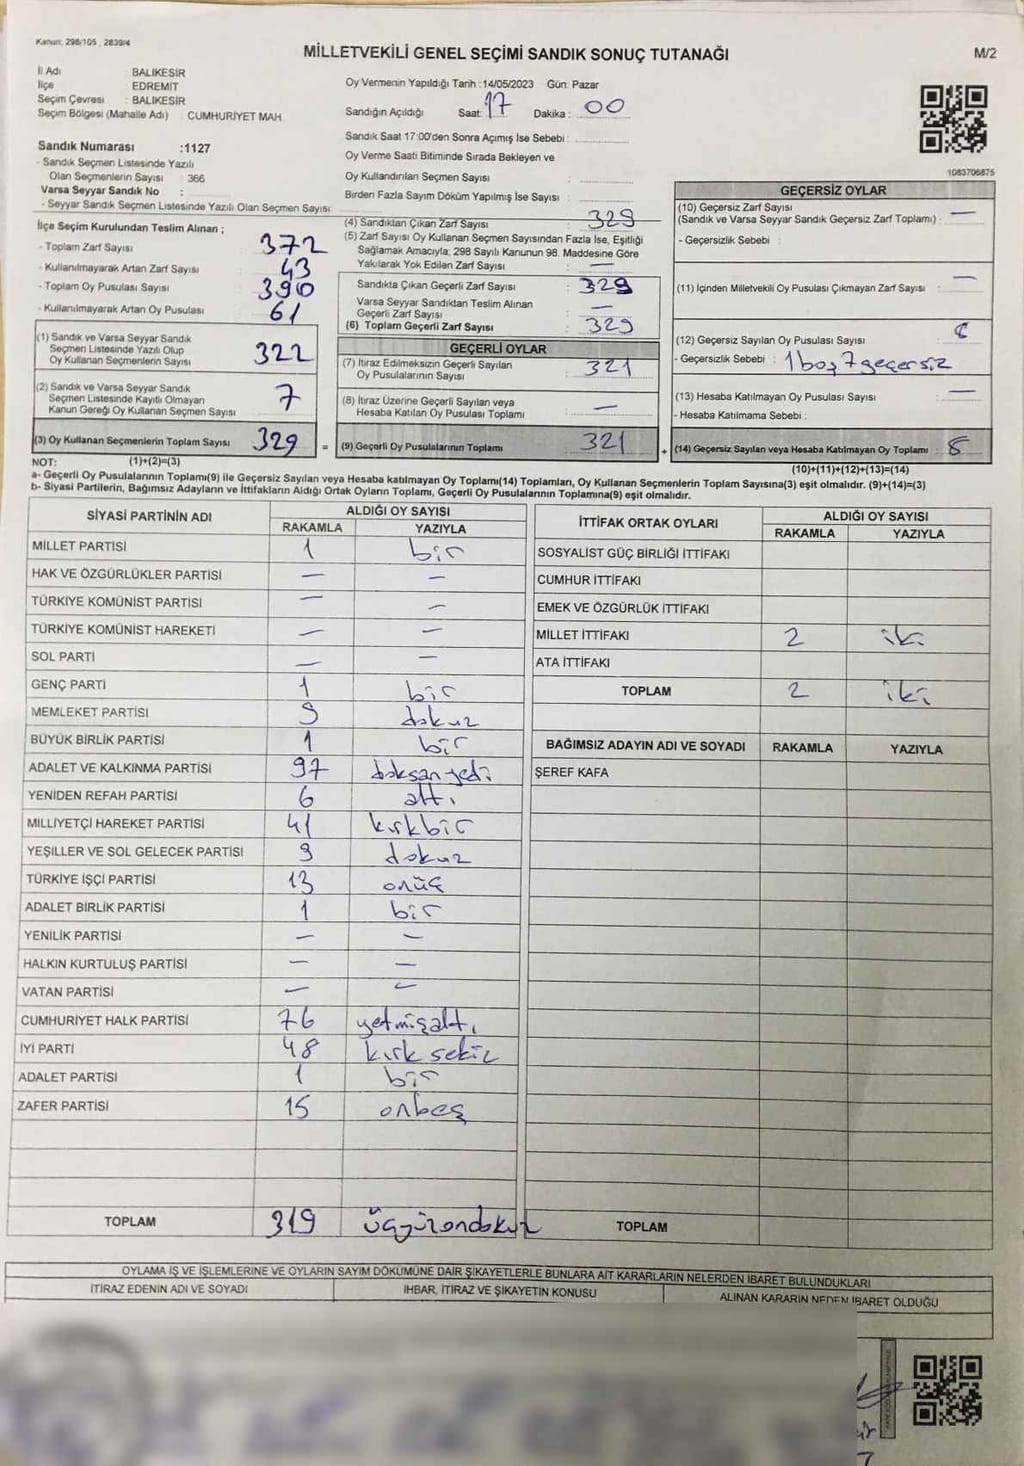 Kanun: 298/105 , 2839/4
MİLLETVEKİLİ GENEL SEÇİMİ SANDIK SONUÇ TUTANAĞI
M/2
İl Adı : BALIKESİR
İlçe : EDREMİT
Seçim Çevresi : BALIKESİR
Seçim Bölgesi (Mahalle Adı) : CUMHURİYET MAH.
Sandık Numarası :1127
- Sandık Seçmen Listesinde Yazılı
Olan Seçmenlerin Sayısı : 366
Varsa Seyyar Sandık No :
- Seyyar Sandık Seçmen Listesinde Yazılı Olan Seçmen Sayısı:
Oy Vermenin Yapıldığı Tarih :14/05/2023 Gün: Pazar
Sandığın Açıldığı Saat: 17 Dakika : 00
Sandık Saat 17:00'den Sonra Açımış İse Sebebi :
Oy Verme Saati Bitiminde Sırada Bekleyen ve
Oy Kullandırılan Seçmen Sayısı :
Birden Fazla Sayım Döküm Yapılmış İse Sayısı :
1083706875
İlçe Seçim Kurulundan Teslim Alınan ;
- Toplam Zarf Sayısı : 372
- Kullanılmayarak Artan Zarf Sayısı : 43
- Toplam Oy Pusulası Sayısı : 390
- Kullanılmayarak Artan Oy Pusulası : 61
(1) Sandık ve Varsa Seyyar Sandık
Seçmen Listesinde Yazılı Olup
Oy Kullanan Seçmenlerin Sayısı : 322
(2) Sandık ve Varsa Seyyar Sandık
Seçmen Listesinde Kayıtlı Olmayan
Kanun Gereği Oy Kullanan Seçmen Sayısı : 7
(3) Oy Kullanan Seçmenlerin Toplam Sayısı : 329 =
(1)+(2)=(3)
(4) Sandıktan Çıkan Zarf Sayısı : 329
(5) Zarf Sayısı Oy Kullanan Seçmen Sayısından Fazla İse, Eşitliği
Sağlamak Amacıyla, 298 Sayılı Kanunun 98. Maddesine Göre
Yakılarak Yok Edilen Zarf Sayısı : —
Sandıkta Çıkan Geçerli Zarf Sayısı : 329
Varsa Seyyar Sandıktan Teslim Alınan
Geçerli Zarf Sayısı : —
(6) Toplam Geçerli Zarf Sayısı : 329
GEÇERLİ OYLAR
(7) İtiraz Edilmeksizin Geçerli Sayılan
Oy Pusulalarının Sayısı : 321
(8) İtiraz Üzerine Geçerli Sayılan veya
Hesaba Katılan Oy Pusulası Toplamı : —
(9) Geçerli Oy Pusulalarının Toplamı : 321 +
GEÇERSİZ OYLAR
(10) Geçersiz Zarf Sayısı
(Sandık ve Varsa Seyyar Sandık Geçersiz Zarf Toplamı) : —
- Geçersizlik Sebebi :
(11) İçinden Milletvekili Oy Pusulası Çıkmayan Zarf Sayısı : —
(12) Geçersiz Sayılan Oy Pusulası Sayısı : 8
- Geçersizlik Sebebi : 1 boş 7 geçersiz
(13) Hesaba Katılmayan Oy Pusulası Sayısı : —
- Hesaba Katılmama Sebebi :
(14) Geçersiz Sayılan veya Hesaba Katılmayan Oy Toplamı : 8
(10)+(11)+(12)+(13)=(14)
NOT:
a- Geçerli Oy Pusulalarının Toplamı(9) ile Geçersiz Sayılan veya Hesaba katılmayan Oy Toplamı(14) Toplamları, Oy Kullanan Seçmenlerin Toplam Sayısına(3) eşit olmalıdır. (9)+(14)=(3)
b- Siyasi Partilerin, Bağımsız Adayların ve İttifakların Aldığı Ortak Oyların Toplamı, Geçerli Oy Pusulalarının Toplamına(9) eşit olmalıdır.
SİYASİ PARTİNİN ADI
ALDIĞI OY SAYISI
RAKAMLA YAZIYLA
MİLLET PARTİSİ 1 bir
HAK VE ÖZGÜRLÜKLER PARTİSİ — —
TÜRKİYE KOMÜNİST PARTİSİ — —
TÜRKİYE KOMÜNİST HAREKETİ — —
SOL PARTİ — —
GENÇ PARTİ 1 bir
MEMLEKET PARTİSİ 9 dokuz
BÜYÜK BİRLİK PARTİSİ 1 bir
ADALET VE KALKINMA PARTİSİ 97 doksan yedi
YENİDEN REFAH PARTİSİ 6 altı
MİLLİYETÇİ HAREKET PARTİSİ 41 kırkbir
YEŞİLLER VE SOL GELECEK PARTİSİ 9 dokuz
TÜRKİYE İŞÇİ PARTİSİ 13 onüç
ADALET BİRLİK PARTİSİ 1 bir
YENİLİK PARTİSİ — —
HALKIN KURTULUŞ PARTİSİ — —
VATAN PARTİSİ — —
CUMHURİYET HALK PARTİSİ 76 yetmişaltı
İYİ PARTİ 48 kırk sekiz
ADALET PARTİSİ 1 bir
ZAFER PARTİSİ 15 onbeş
TOPLAM 319 üçyüzondokuz
İTTİFAK ORTAK OYLARI
ALDIĞI OY SAYISI
RAKAMLA YAZIYLA
SOSYALİST GÜÇ BİRLİĞİ İTTİFAKI
CUMHUR İTTİFAKI
EMEK VE ÖZGÜRLÜK İTTİFAKI
MİLLET İTTİFAKI 2 iki
ATA İTTİFAKI
TOPLAM 2 iki
BAĞIMSIZ ADAYIN ADI VE SOYADI RAKAMLA YAZIYLA
ŞEREF KAFA
TOPLAM
OYLAMA İŞ VE İŞLEMLERİNE VE OYLARIN SAYIM DÖKÜMÜNE DAİR ŞİKAYETLERLE BUNLARA AİT KARARLARIN NELERDEN İBARET BULUNDUKLARI
İTİRAZ EDENİN ADI VE SOYADI İHBAR, İTİRAZ VE ŞİKAYETİN KONUSU ALINAN KARARIN NEDEN İBARET OLDUĞU